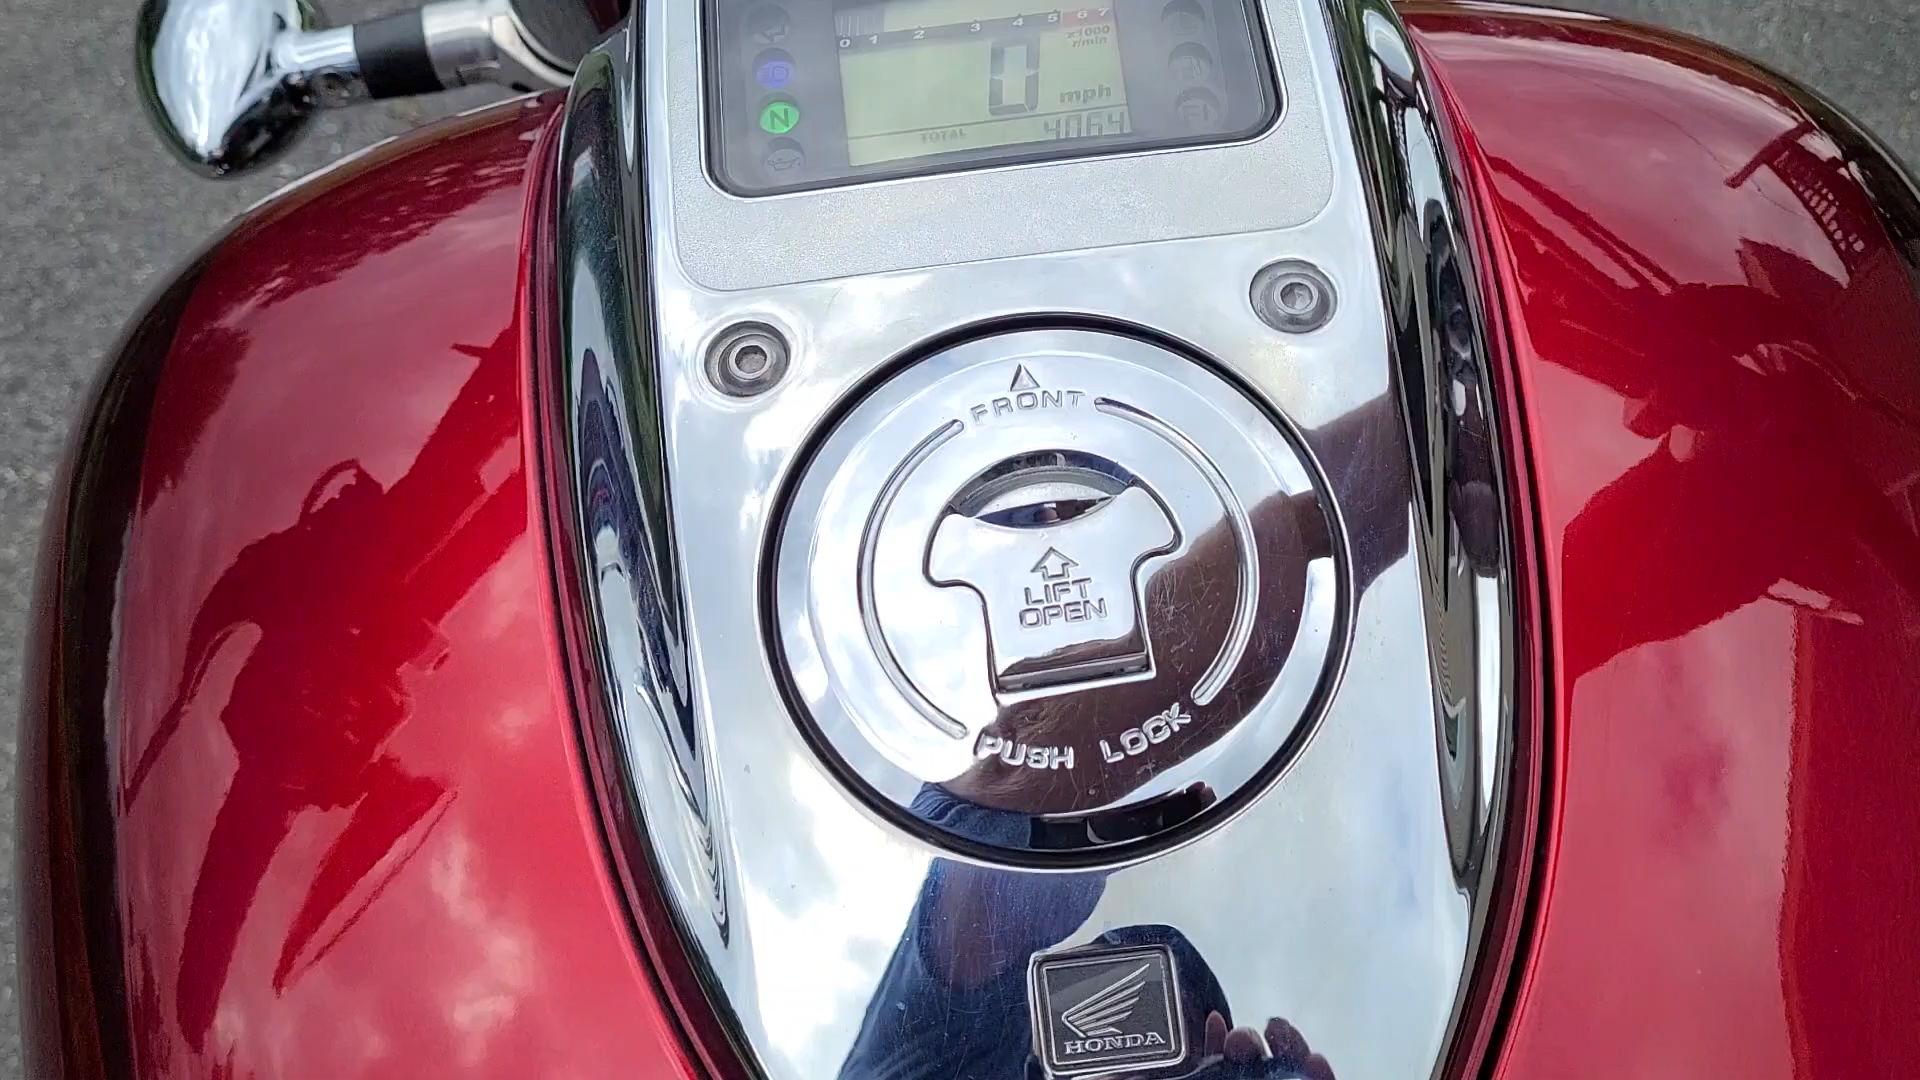 0 1 2 3 4 5 6 7
x1000
r/min
0
mph
N
TOTAL
4064
FRONT
LIFT
OPEN
PUSH LOCK
HONDA